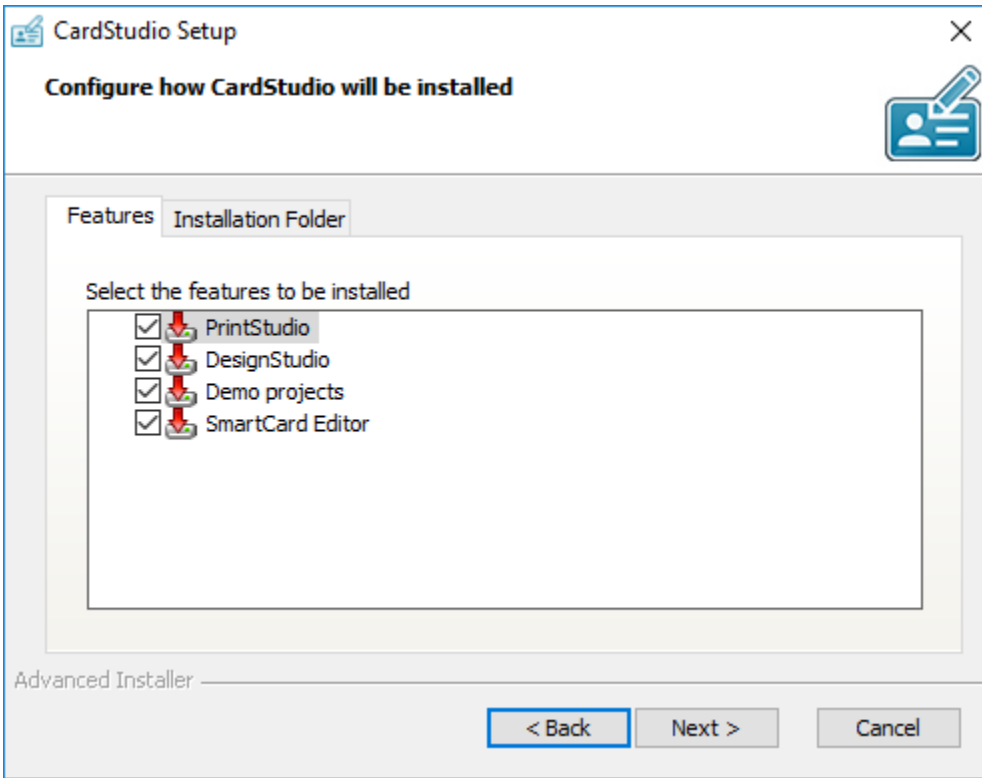 CardStudio Setup
Configure how CardStudio will be installed
Features
Installation Folder
Select the features to be installed
PrintStudio
DesignStudio
Demo projects
SmartCard Editor
Advanced Installer
< Back
Next >
Cancel